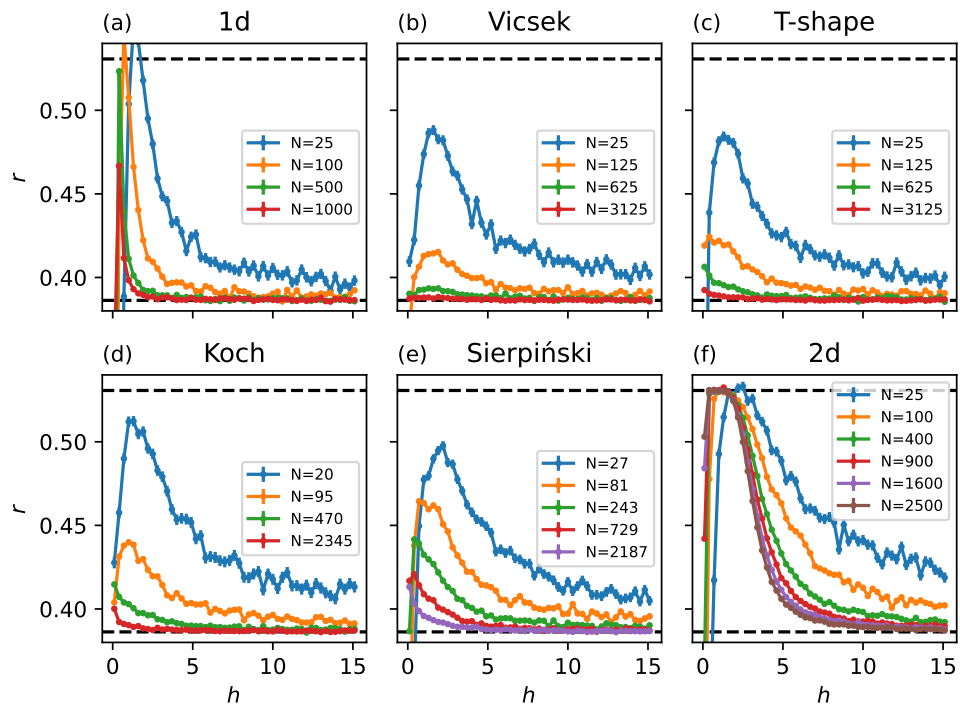 (a) 1d
(b) Vicsek
(c) T-shape
r
0.50
0.45
0.40
N=25
N=100
N=500
N=1000
N=25
N=125
N=625
N=3125
N=25
N=125
N=625
N=3125
(d) Koch
(e) Sierpiński
(f) 2d
r
0.50
0.45
0.40
N=20
N=95
N=470
N=2345
N=27
N=81
N=243
N=729
N=2187
N=25
N=100
N=400
N=900
N=1600
N=2500
0 5 10 15
0 5 10 15
0 5 10 15
h
h
h